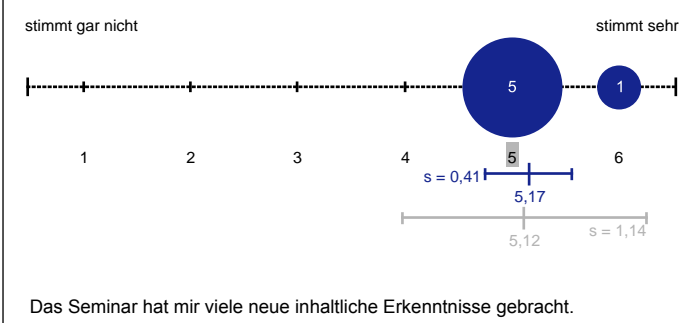 stimmt gar nicht stimmt sehr
5 1
1 2 3 4 5 6
s = 0,41
5,17
5,12 s = 1,14
Das Seminar hat mir viele neue inhaltliche Erkenntnisse gebracht.